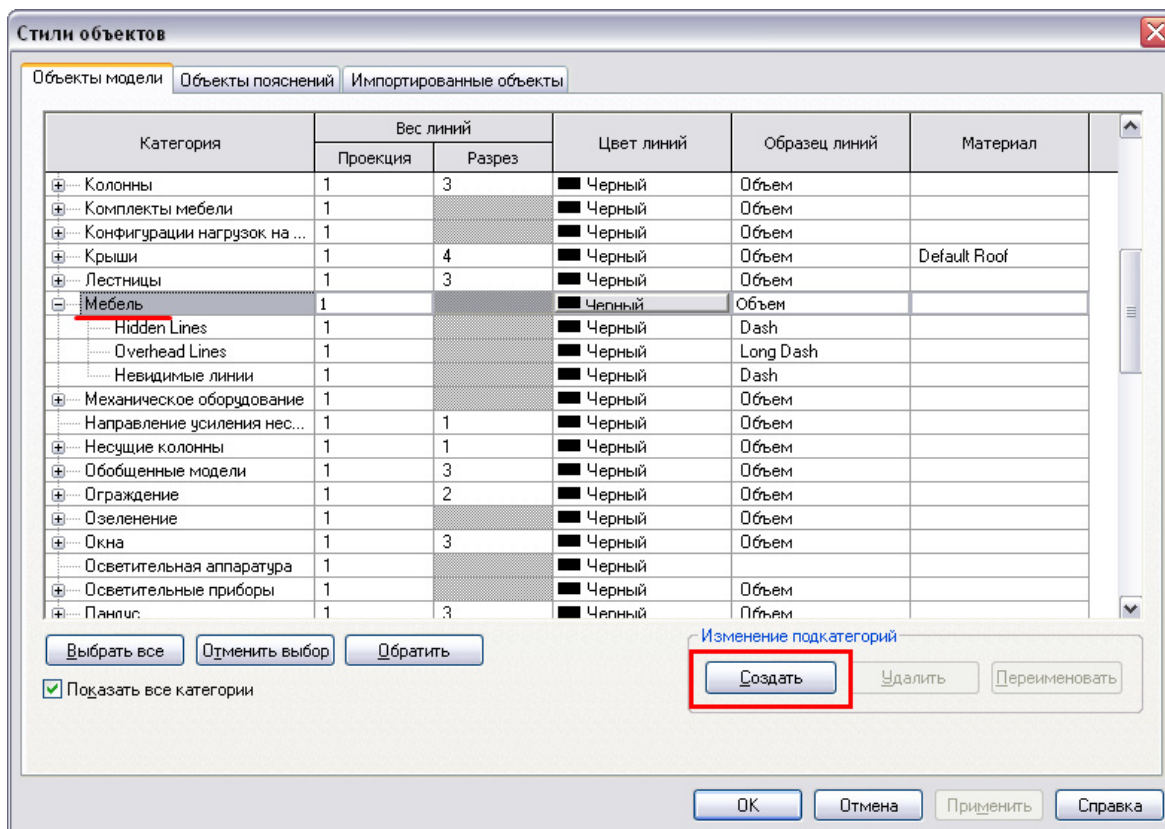 Стили объектов
Объекты модели Объекты пояснений Импортированные объекты
Категория Вес линий Цвет линий Образец линий Материал
Проекция Разрез
Колонны 1 3 Черный Объем
Комплекты мебели 1 Черный Объем
Конфигурации нагрузок на ... 1 Черный Объем
Крыши 1 4 Черный Объем Default Roof
Лестницы 1 3 Черный Объем
Мебель 1 Черный Объем
Hidden Lines 1 Черный Dash
Overhead Lines 1 Черный Long Dash
Невидимые линии 1 Черный Dash
Механическое оборудование 1 Черный Объем
Направление усиления нес... 1 1 Черный Объем
Несущие колонны 1 1 Черный Объем
Обобщенные модели 1 3 Черный Объем
Ограждение 1 2 Черный Объем
Озеленение 1 Черный Объем
Окна 1 3 Черный Объем
Осветительная аппаратура 1 Черный
Осветительные приборы 1 Черный Объем
Пандус 1 3 Черный Объем
Выбрать все Отменить выбор Обратить
Показать все категории
Изменение подкатегорий
Создать Удалить Переименовать
OK Отмена Применить Справка